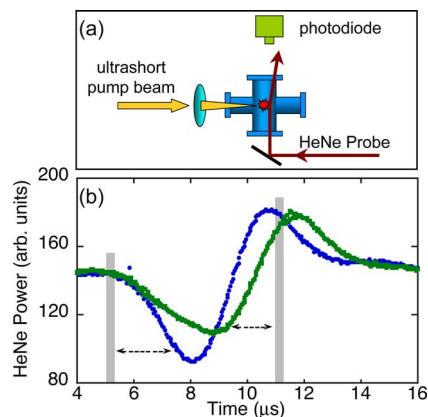 (a)
photodiode
ultrashort
pump beam
HeNe Probe
200
(b)
160
120
80
HeNe Power (arb. units)
4 6 8 10 12 14 16
Time (μs)